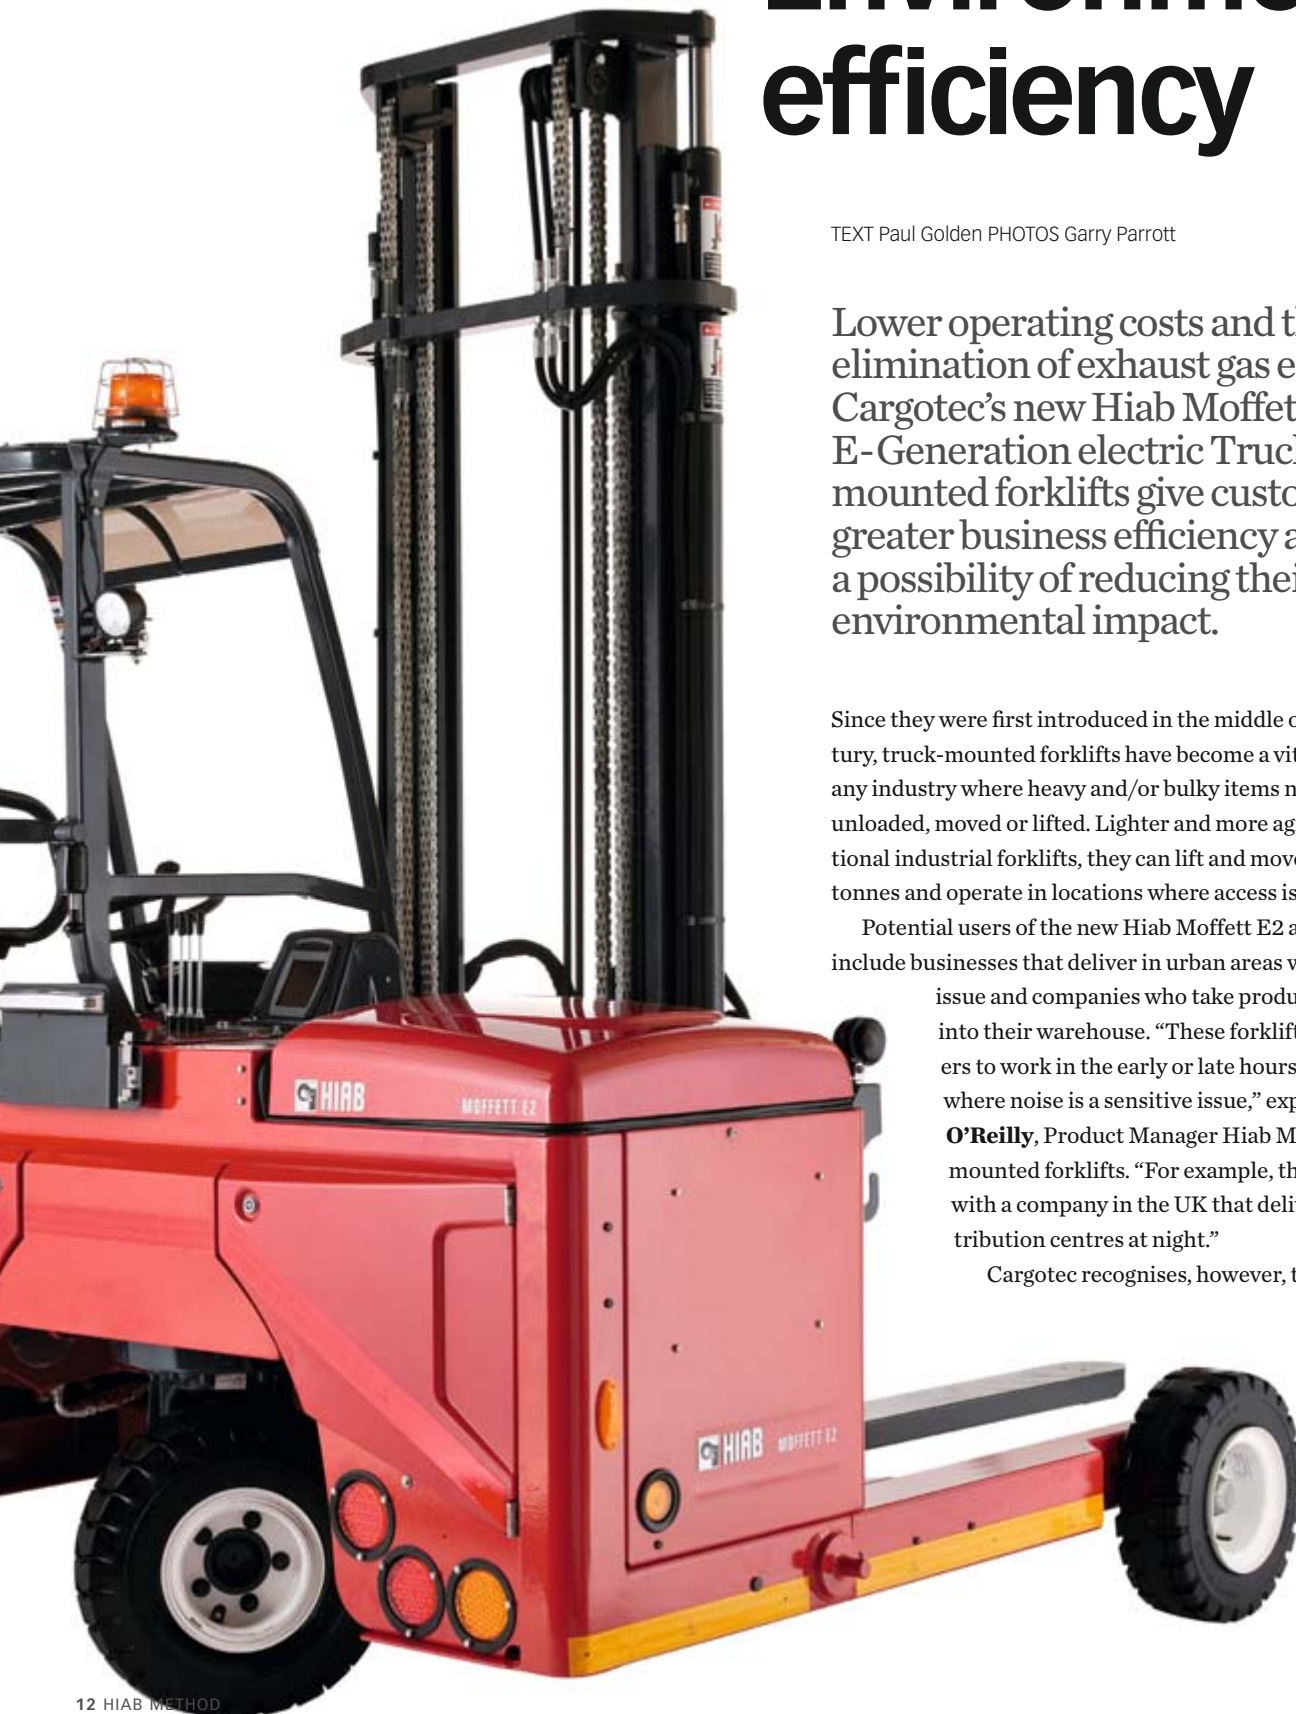 efficiency
TEXT Paul Golden PHOTOS Garry Parrott
Lower operating costs and t
elimination of exhaust gas e
Cargotec’s new Hiab Moffet
E-Generation electric Truc
mounted forklifts give custo
greater business efficiency a
a possibility of reducing thei
environmental impact.
Since they were first introduced in the middle o
tury, truck-mounted forklifts have become a vit
any industry where heavy and/or bulky items n
unloaded, moved or lifted. Lighter and more ag
tional industrial forklifts, they can lift and move
tonnes and operate in locations where access is
Potential users of the new Hiab Moffett E2 a
include businesses that deliver in urban areas w
issue and companies who take produ
into their warehouse. “These forklift
ers to work in the early or late hours
where noise is a sensitive issue,” exp
O’Reilly, Product Manager Hiab M
mounted forklifts. “For example, th
with a company in the UK that deli
tribution centres at night.”
Cargotec recognises, however, t
HIAB MOFFETT E2
HIAB MOFFETT E2
12 HIAB METHOD